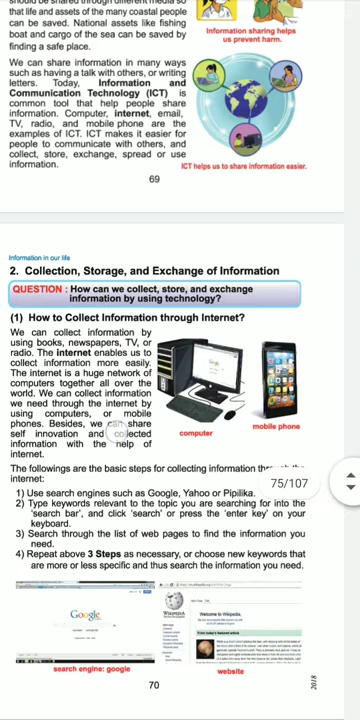 should be shared through different media so
that life and assets of the many coastal people
can be saved. National assets like fishing
boat and cargo of the sea can be saved by
finding a safe place.
Information sharing helps
us prevent harm.
We can share information in many ways
such as having a talk with others, or writing
letters. Today, Information and
Communication Technology (ICT) is
common tool that help people share
information. Computer, internet, email,
TV, radio, and mobile phone are the
examples of ICT. ICT makes it easier for
people to communicate with others, and
collect, store, exchange, spread or use
information.
ICT helps us to share information easier.
69
Information in our life
2. Collection, Storage, and Exchange of Information
QUESTION : How can we collect, store, and exchange
information by using technology?
(1) How to Collect Information through Internet?
We can collect information by
using books, newspapers, TV, or
radio. The internet enables us to
collect information more easily.
The internet is a huge network of
computers together all over the
world. We can collect information
we need through the internet by
using computers, or mobile
phones. Besides, we can share
self innovation and collected
information with the help of
internet.
computer
mobile phone
The followings are the basic steps for collecting information through the
internet:
75/107
1) Use search engines such as Google, Yahoo or Pipilika.
2) Type keywords relevant to the topic you are searching for into the
'search bar', and click 'search' or press the 'enter key' on your
keyboard.
3) Search through the list of web pages to find the information you
need.
4) Repeat above 3 Steps as necessary, or choose new keywords that
are more or less specific and thus search the information you need.
Google
WIKIPEDIA
Welcome to Wikipedia,
search engine: google
website
70
2018